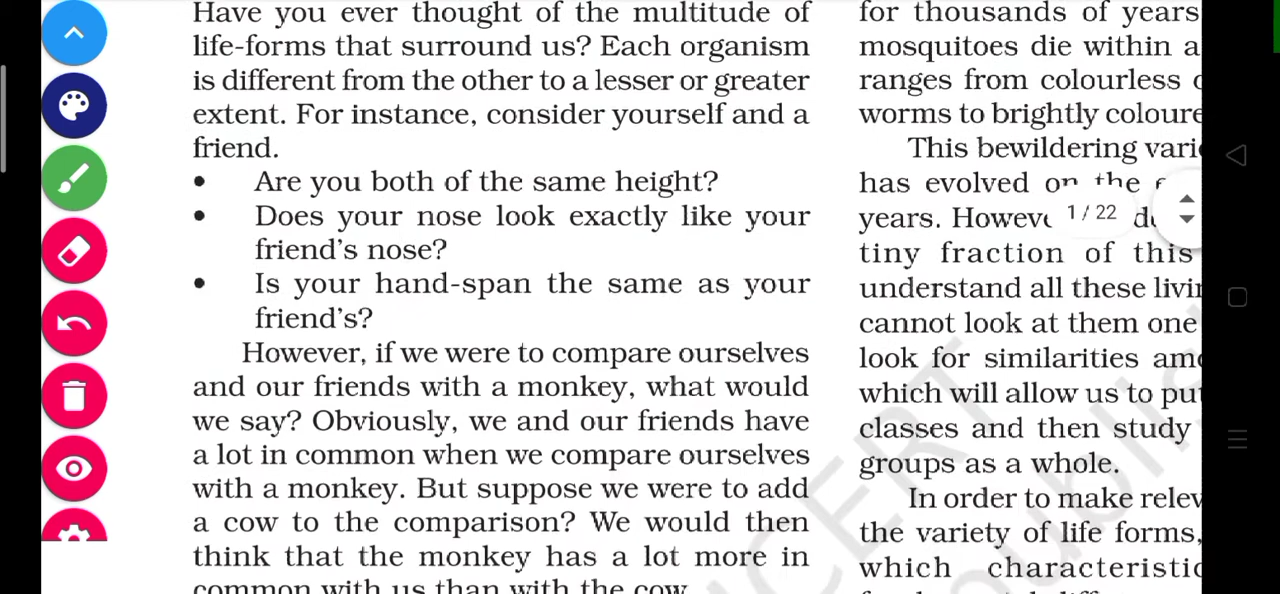 Have you ever thought of the multitude of
life-forms that surround us? Each organism
is different from the other to a lesser or greater
extent. For instance, consider yourself and a
friend.
• Are you both of the same height?
• Does your nose look exactly like your
friend's nose?
• Is your hand-span the same as your
friend's?
However, if we were to compare ourselves
and our friends with a monkey, what would
we say? Obviously, we and our friends have
a lot in common when we compare ourselves
with a monkey. But suppose we were to add
a cow to the comparison? We would then
think that the monkey has a lot more in
common with us than with the cow.
for thousands of years
mosquitoes die within a
ranges from colourless
worms to brightly
This bewildering
has evolved on the
years.
tiny fraction of this
understand all these
cannot look at them one
look for similarities
which will allow us to
classes and then study
groups as a whole.
In order to make
the variety of life forms,
which
1 / 22
NCERT